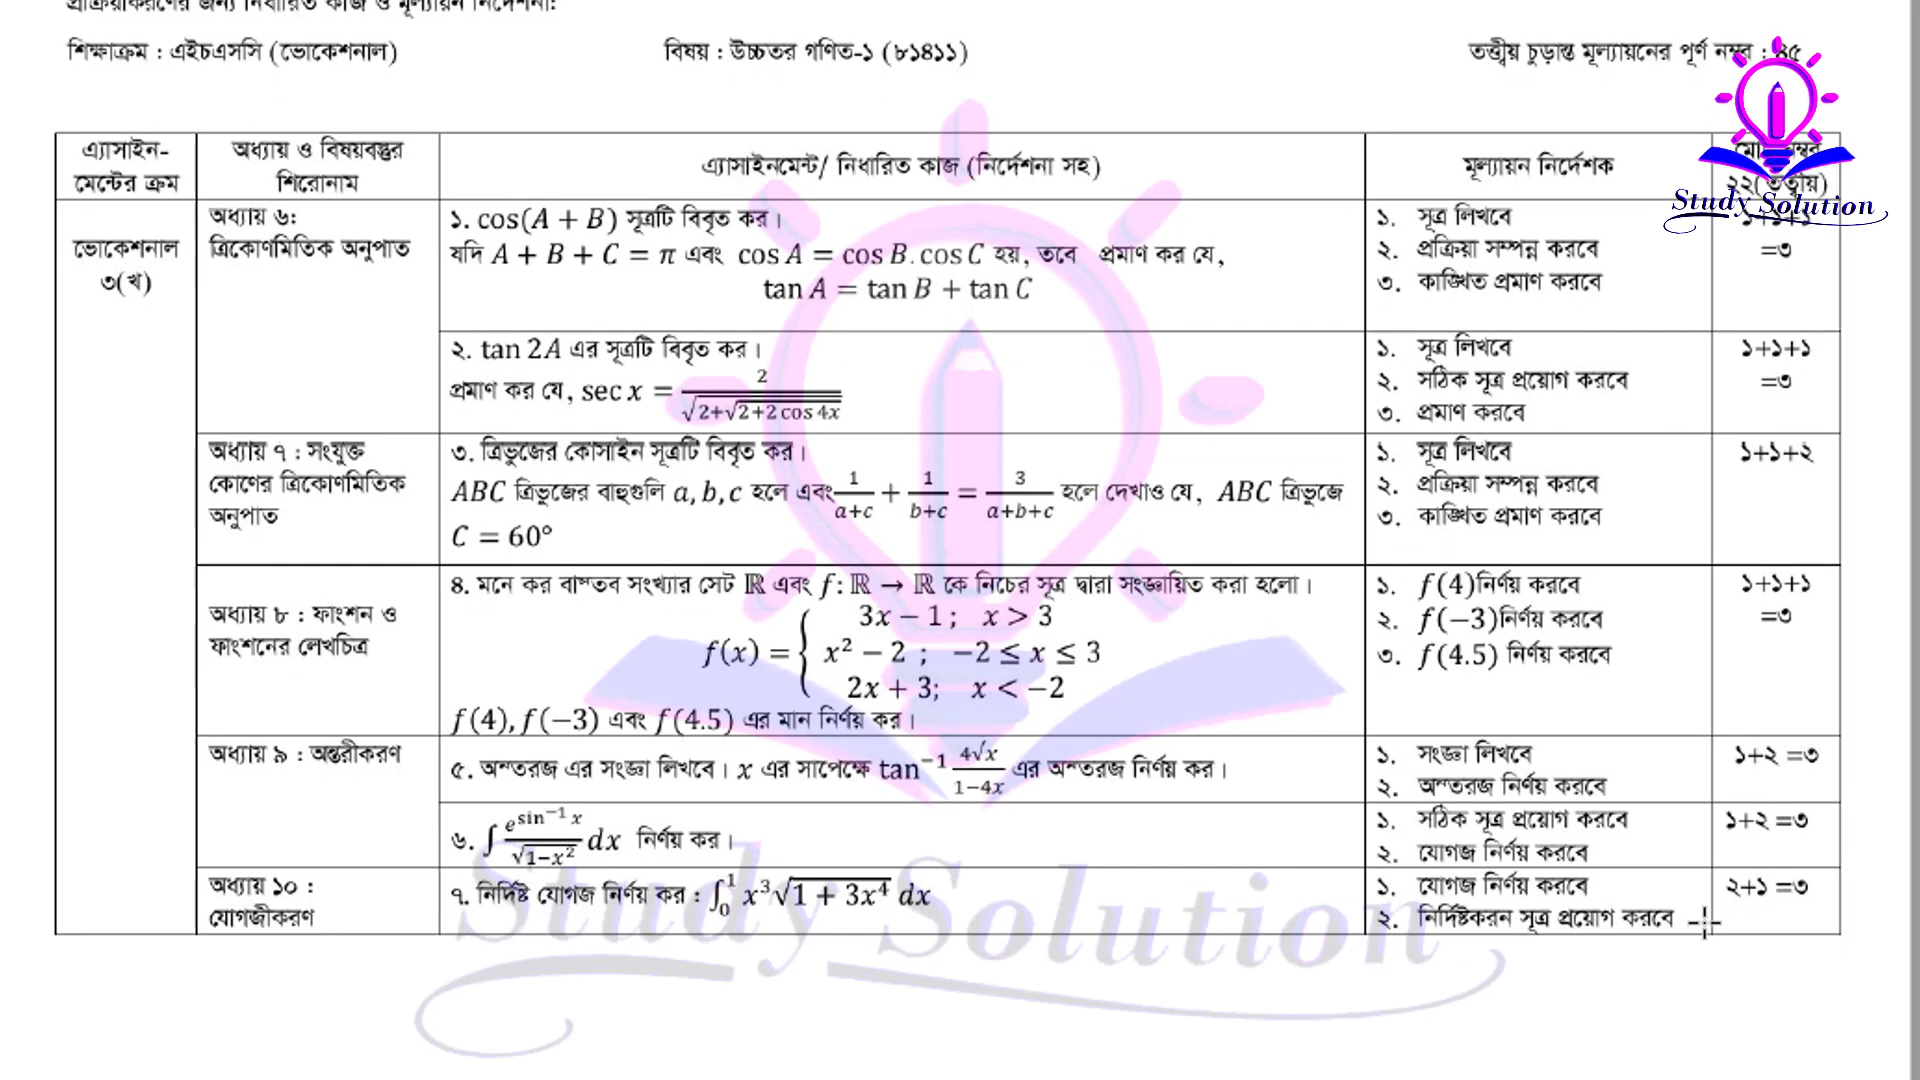 প্রক্রিয়াকরণের জন্য নির্ধারিত কাজ ও মূল্যায়ন নির্দেশনা:
শিক্ষাক্রম : এইচএসসি (ভোকেশনাল) বিষয় : উচ্চতর গণিত-১ (৮১৪১১) তত্ত্বীয় চুড়ান্ত মূল্যায়নের পূর্ণ নম্বর : ৪৫
এ্যাসাইন-মেন্টের ক্রম অধ্যায় ও বিষয়বস্তুর শিরোনাম এ্যাসাইনমেন্ট/ নির্ধারিত কাজ (নির্দেশনা সহ) মূল্যায়ন নির্দেশক
২২(তত্ত্বীয়)
Study Solution
ভোকেশনাল
৩(খ)
অধ্যায় ৬:
ত্রিকোণমিতিক অনুপাত
১. cos(A + B) সূত্রটি বিবৃত কর।
যদি A + B + C = π এবং cos A = cos B. cos C হয়, তবে প্রমাণ কর যে,
tan A = tan B + tan C
১. সূত্র লিখবে
২. প্রক্রিয়া সম্পন্ন করবে
৩. কাঙ্খিত প্রমাণ করবে
১+১+১
=৩
২. tan 2A এর সূত্রটি বিবৃত কর।
প্রমাণ কর যে, sec x = 2/√(2+√(2+2 cos 4x))
১. সূত্র লিখবে
২. সঠিক সূত্র প্রয়োগ করবে
৩. প্রমাণ করবে
১+১+১
=৩
অধ্যায় ৭ : সংযুক্ত
কোণের ত্রিকোণমিতিক
অনুপাত
৩. ত্রিভুজের কোসাইন সূত্রটি বিবৃত কর।
ABC ত্রিভুজের বাহুগুলি a, b, c হলে এবং 1/(a+c) + 1/(b+c) = 3/(a+b+c) হলে দেখাও যে, ABC ত্রিভুজে
C = 60°
১. সূত্র লিখবে
২. প্রক্রিয়া সম্পন্ন করবে
৩. কাঙ্খিত প্রমাণ করবে
১+১+২
অধ্যায় ৮ : ফাংশন ও
ফাংশনের লেখচিত্র
৪. মনে কর বাস্তব সংখ্যার সেট ℝ এবং f: ℝ → ℝ কে নিচের সূত্র দ্বারা সংজ্ঞায়িত করা হলো।
3x − 1; x > 3
f(x) = { x² − 2 ; −2 ≤ x ≤ 3
2x + 3; x < −2
f(4), f(−3) এবং f(4.5) এর মান নির্ণয় কর।
১. f(4)নির্ণয় করবে
২. f(−3)নির্ণয় করবে
৩. f(4.5) নির্ণয় করবে
১+১+১
=৩
অধ্যায় ৯ : অন্তরীকরণ
৫. অন্তরজ এর সংজ্ঞা লিখবে। x এর সাপেক্ষে tan⁻¹ 4√x/(1−4x) এর অন্তরজ নির্ণয় কর।
১. সংজ্ঞা লিখবে
২. অন্তরজ নির্ণয় করবে
১+২ =৩
৬. ∫ e^(sin⁻¹ x)/√(1−x²) dx নির্ণয় কর।
১. সঠিক সূত্র প্রয়োগ করবে
২. যোগজ নির্ণয় করবে
১+২ =৩
অধ্যায় ১০ :
যোগজীকরণ
৭. নির্দিষ্ট যোগজ নির্ণয় কর : ∫₀¹ x³√(1 + 3x⁴) dx
১. যোগজ নির্ণয় করবে
২. নির্দিষ্টকরন সূত্র প্রয়োগ করবে
২+১ =৩
Study Solution